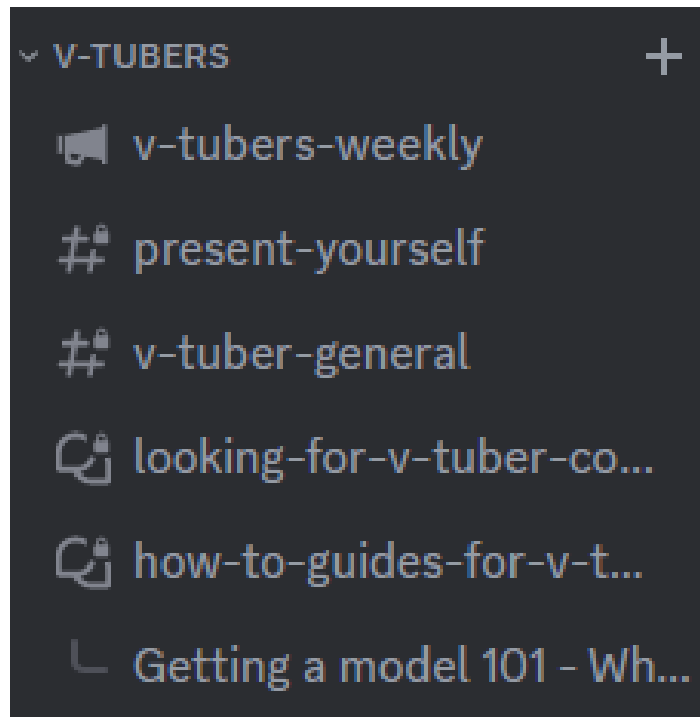 V-TUBERS
v-tubers-weekly
present-yourself
v-tuber-general
looking-for-v-tuber-co...
how-to-guides-for-v-t...
Getting a model 101 - Wh...